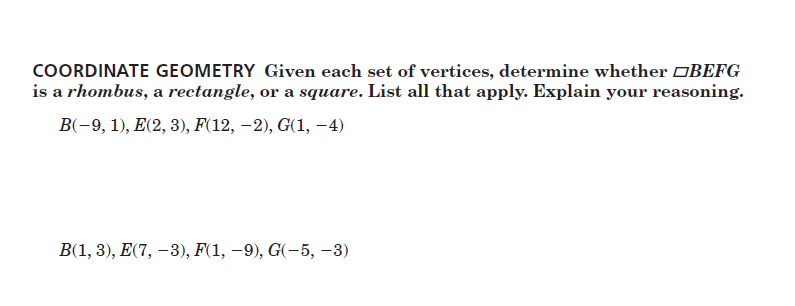 COORDINATE GEOMETRY Given each set of vertices, determine whether ▱BEFG
is a rhombus, a rectangle, or a square. List all that apply. Explain your reasoning.
B(−9, 1), E(2, 3), F(12, −2), G(1, −4)
B(1, 3), E(7, −3), F(1, −9), G(−5, −3)